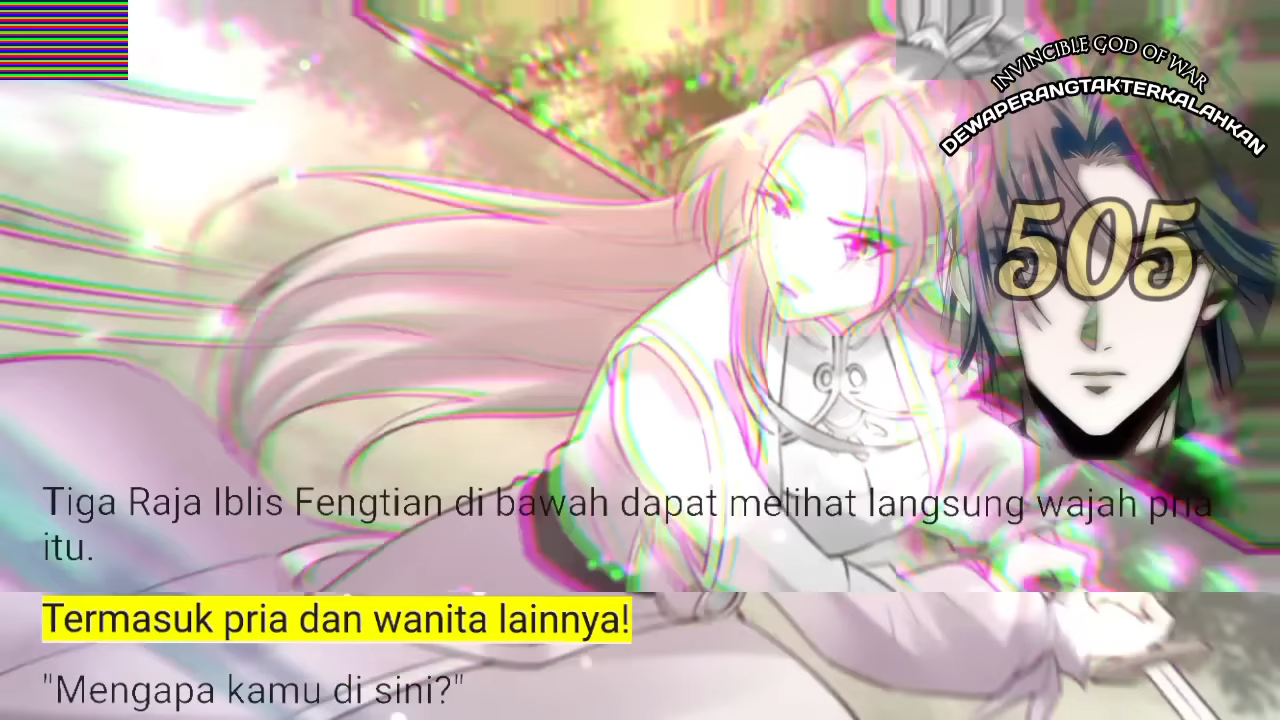 INVINCIBLE GOD OF WAR
DEWAPERANGTAKTERKALAHKAN
505
Tiga Raja Iblis Fengtian di bawah dapat melihat langsung wajah pria
itu.
Termasuk pria dan wanita lainnya!
"Mengapa kamu di sini?"